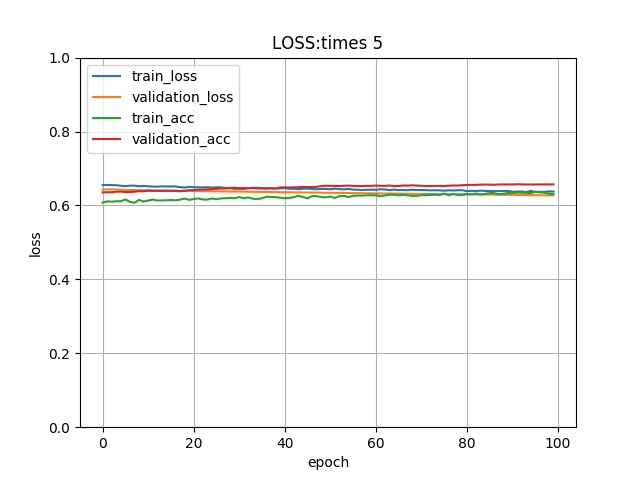 LOSS:times 5
train_loss
validation_loss
train_acc
validation_acc
1.0
0.8
0.6
0.4
0.2
0.0
loss
0 20 40 60 80 100
epoch